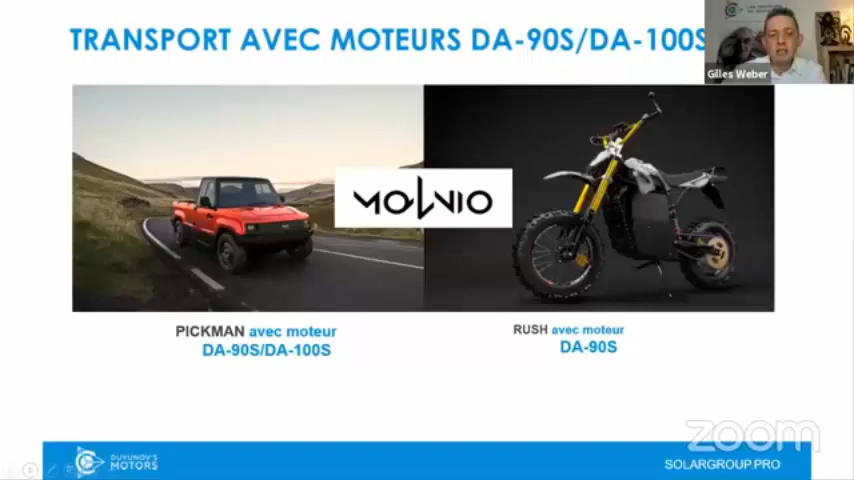 TRANSPORT AVEC MOTEURS DA-90S/DA-100S
Gilles Weber
MOLNIO
PICKMAN avec moteur
DA-90S/DA-100S
RUSH avec moteur
DA-90S
zoom
DUYUNOV'S
MOTORS
SOLARGROUP.PRO